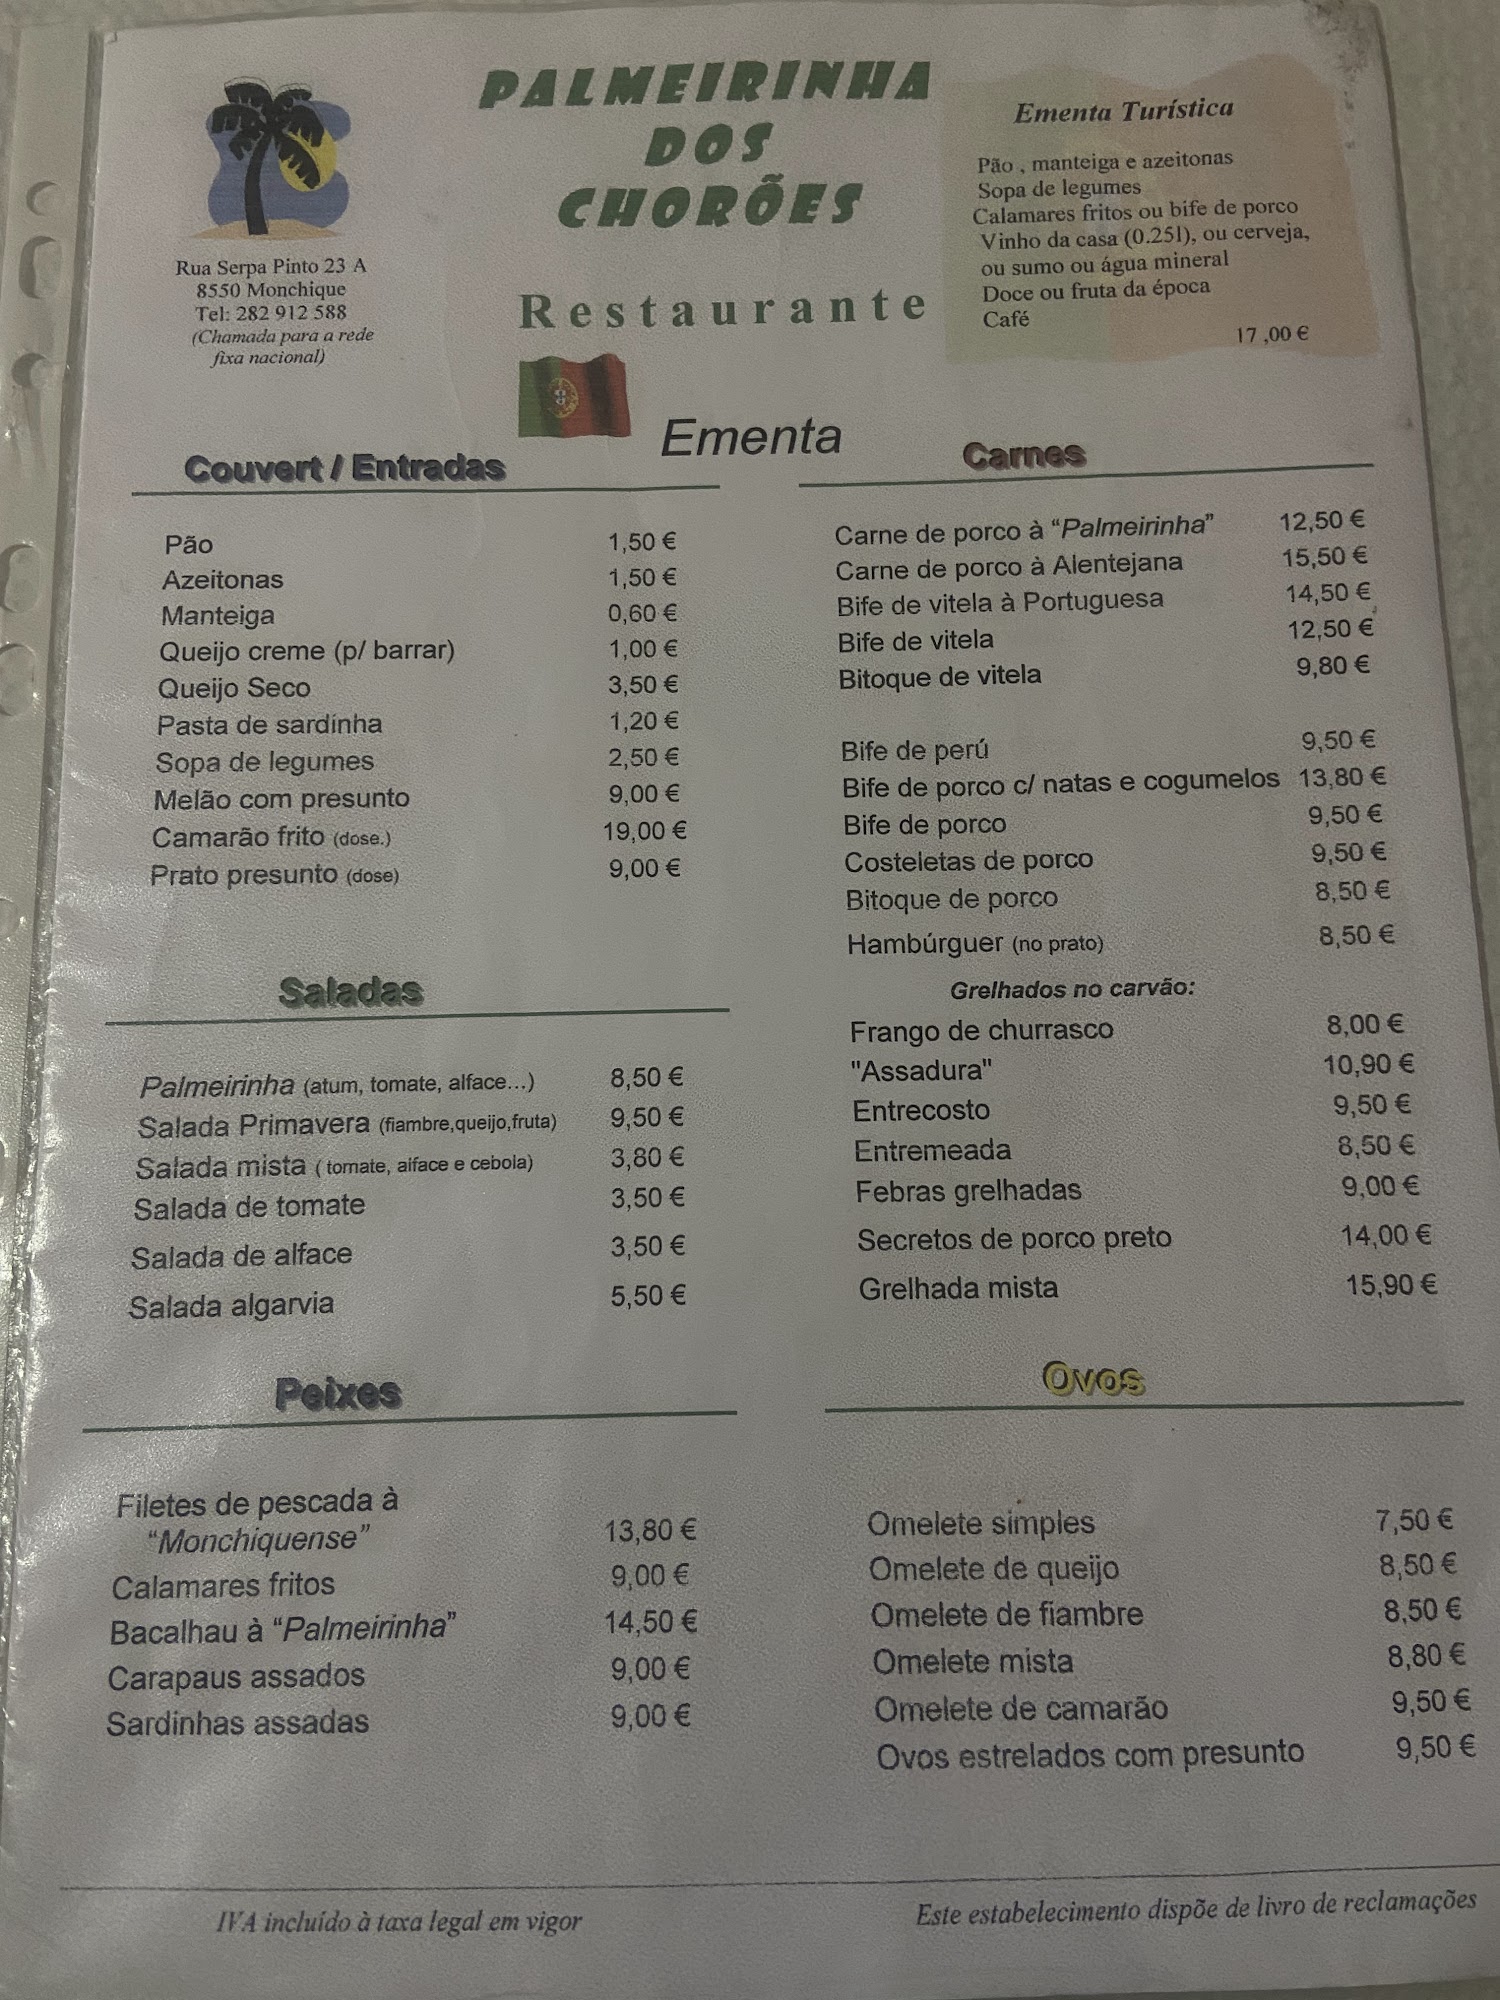 PALMEIRINHA
DOS
CHORÕES
Restaurante
Rua Serpa Pinto 23 A
8550 Monchique
Tel: 282 912 588
(Chamada para a rede
fixa nacional)
Ementa Turística
Pão , manteiga e azeitonas
Sopa de legumes
Calamares fritos ou bife de porco
Vinho da casa (0.25l), ou cerveja,
ou sumo ou água mineral
Doce ou fruta da época
Café
17 ,00 €
Ementa
Couvert / Entradas
Pão 1,50 €
Azeitonas 1,50 €
Manteiga 0,60 €
Queijo creme (p/ barrar) 1,00 €
Queijo Seco 3,50 €
Pasta de sardinha 1,20 €
Sopa de legumes 2,50 €
Melão com presunto 9,00 €
Camarão frito (dose.) 19,00 €
Prato presunto (dose) 9,00 €
Saladas
Palmeirinha (atum, tomate, alface...) 8,50 €
Salada Primavera (fiambre,queijo,fruta) 9,50 €
Salada mista ( tomate, alface e cebola) 3,80 €
Salada de tomate 3,50 €
Salada de alface 3,50 €
Salada algarvia 5,50 €
Peixes
Filetes de pescada à
“Monchiquense” 13,80 €
Calamares fritos 9,00 €
Bacalhau à “Palmeirinha” 14,50 €
Carapaus assados 9,00 €
Sardinhas assadas 9,00 €
Carnes
Carne de porco à “Palmeirinha” 12,50 €
Carne de porco à Alentejana 15,50 €
Bife de vitela à Portuguesa 14,50 €
Bife de vitela 12,50 €
Bitoque de vitela 9,80 €
Bife de perú 9,50 €
Bife de porco c/ natas e cogumelos 13,80 €
Bife de porco 9,50 €
Costeletas de porco 9,50 €
Bitoque de porco 8,50 €
Hambúrguer (no prato) 8,50 €
Grelhados no carvão:
Frango de churrasco 8,00 €
"Assadura" 10,90 €
Entrecosto 9,50 €
Entremeada 8,50 €
Febras grelhadas 9,00 €
Secretos de porco preto 14,00 €
Grelhada mista 15,90 €
Ovos
Omelete simples 7,50 €
Omelete de queijo 8,50 €
Omelete de fiambre 8,50 €
Omelete mista 8,80 €
Omelete de camarão 9,50 €
Ovos estrelados com presunto 9,50 €
IVA incluído à taxa legal em vigor
Este estabelecimento dispõe de livro de reclamações